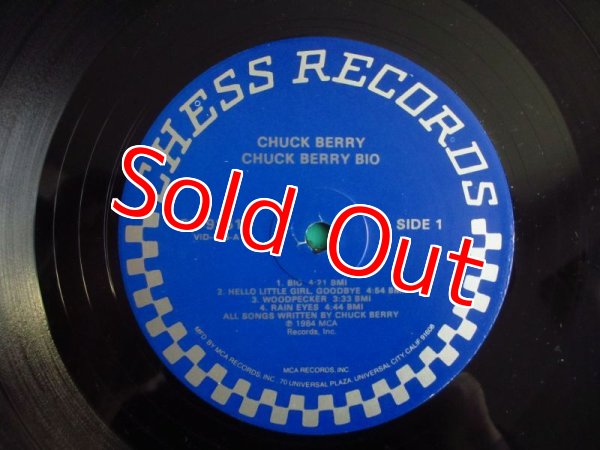 CHESS RECORDS
CHUCK BERRY
CHUCK BERRY BIO
Sold Out
SIDE 1
1. BIO 4:21 BMI
2. HELLO LITTLE GIRL, GOODBYE 4:54 BMI
3. WOODPECKER 3:33 BMI
4. RAIN EYES 4:44 BMI
ALL SONGS WRITTEN BY CHUCK BERRY
℗ 1984 MCA
Records, Inc.
MCA RECORDS, INC
MFD BY MCA RECORDS, INC., 70 UNIVERSAL PLAZA, UNIVERSAL CITY, CALIF. 91608